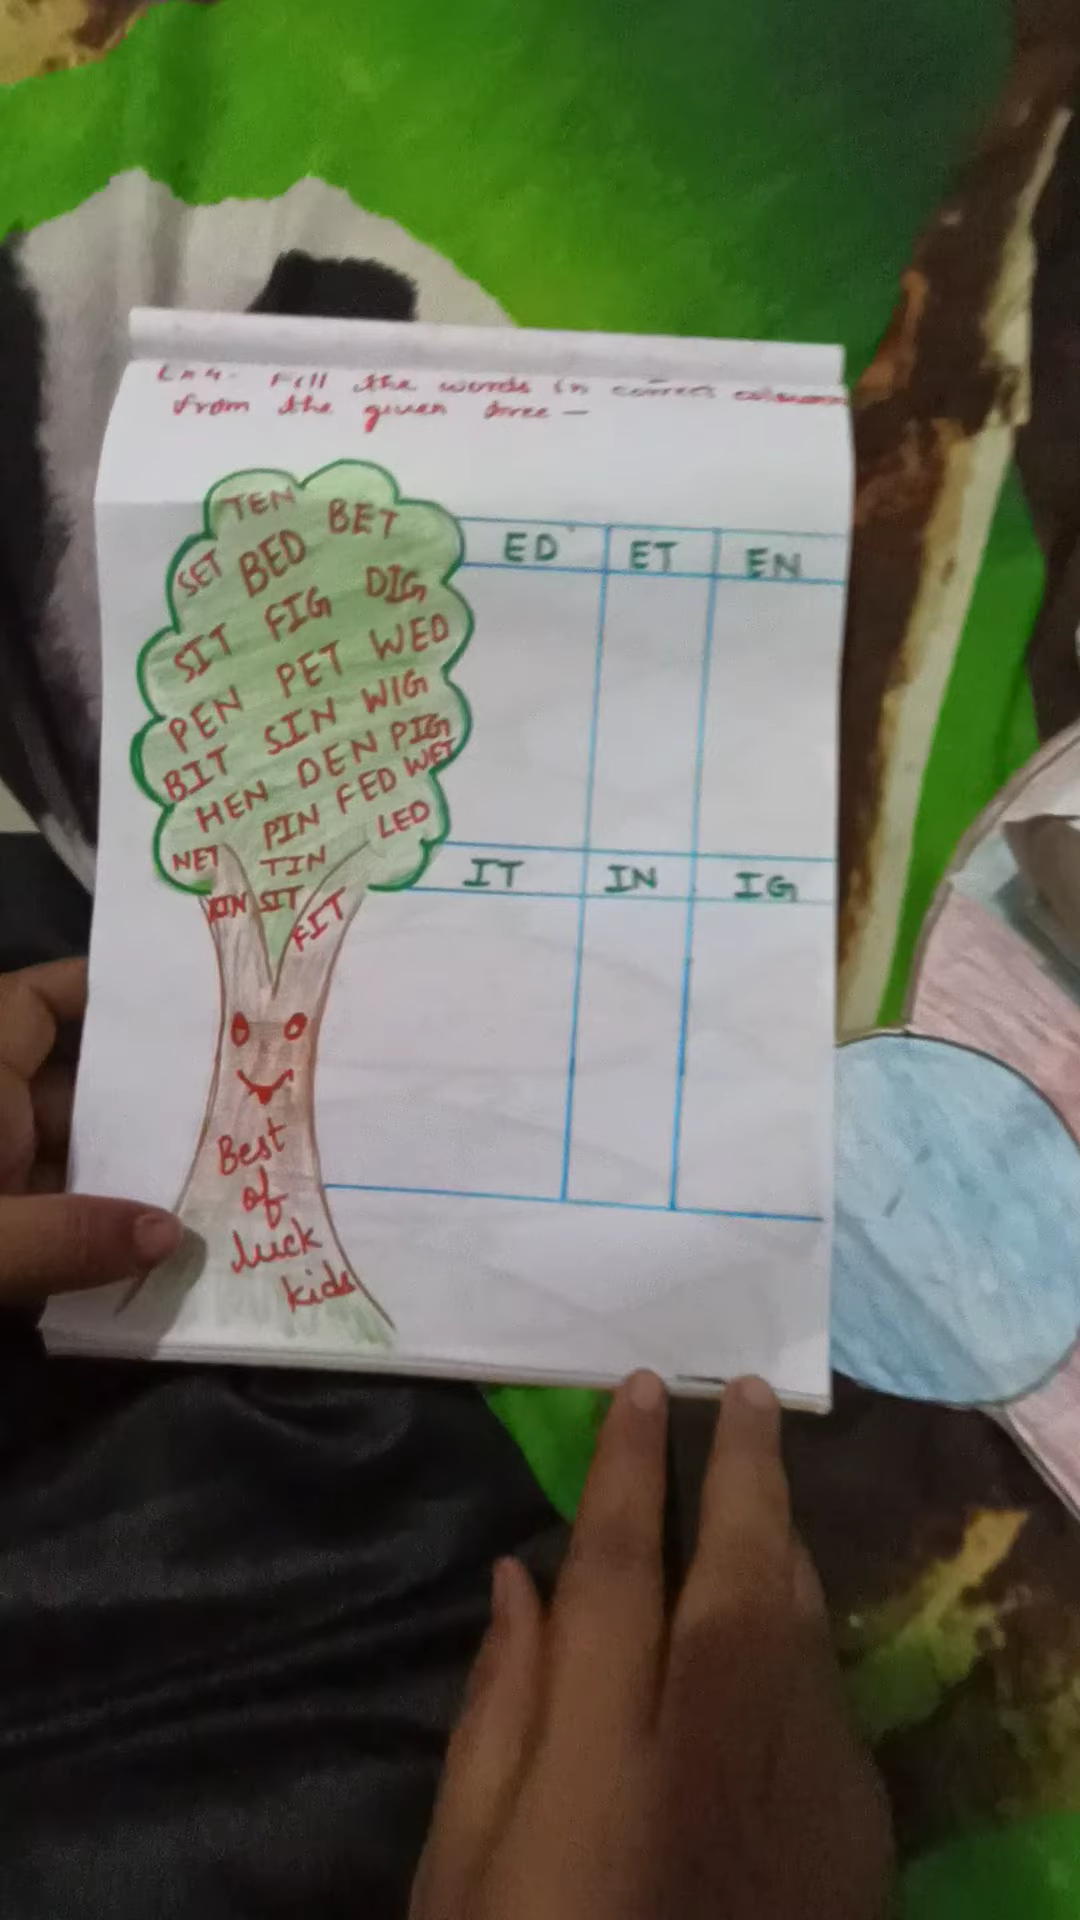 Fill the words in correct
from the given tree —
TEN BET
SET BED
SIT FIG DIG
PEN PET WED
BIT SIN WIG
HEN DEN PIG
PIN FED WET
NET TIN LED
SIT
FIT
ED ET EN
IT IN IG
Best
of
luck
kids